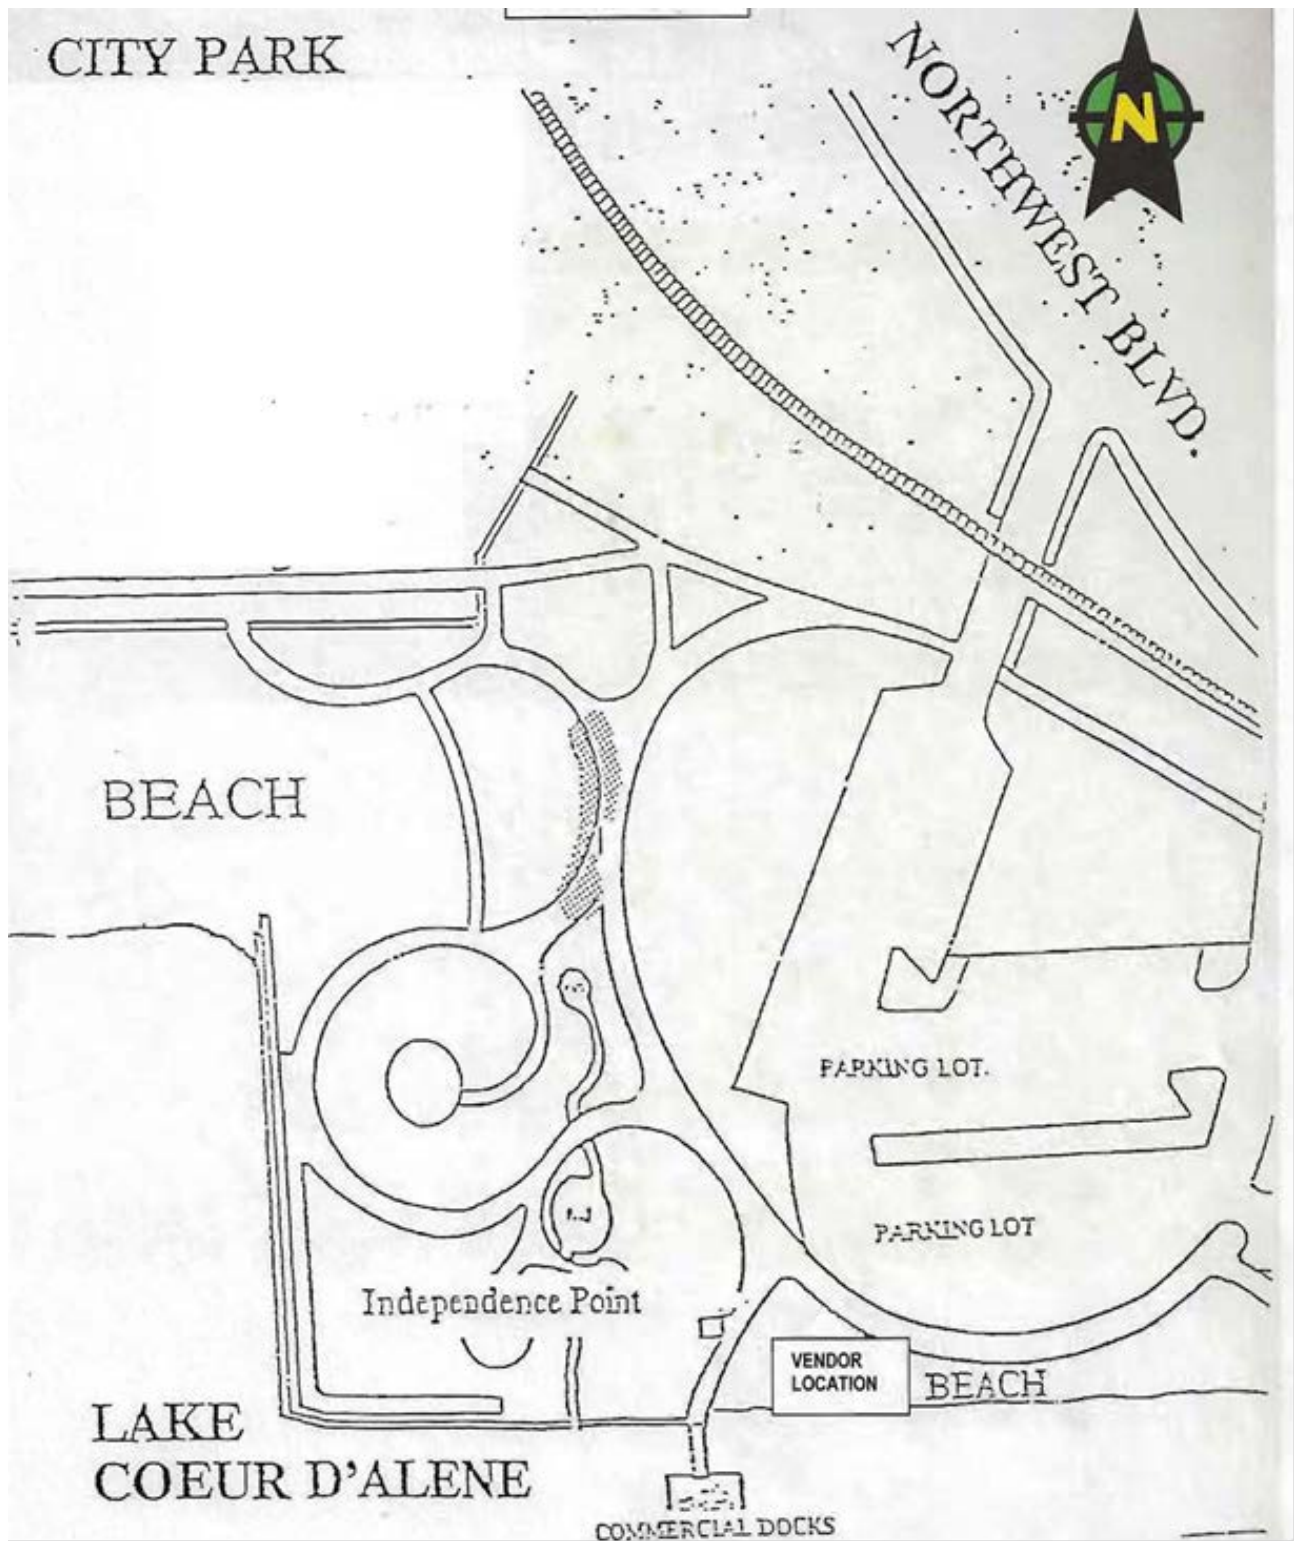 CITY PARK
NORTHWEST BLVD.
N
BEACH
3
PARKING LOT.
PARKING LOT
Independence Point
VENDOR
LOCATION
BEACH
LAKE
COEUR D'ALENE
COMMERCIAL DOCKS